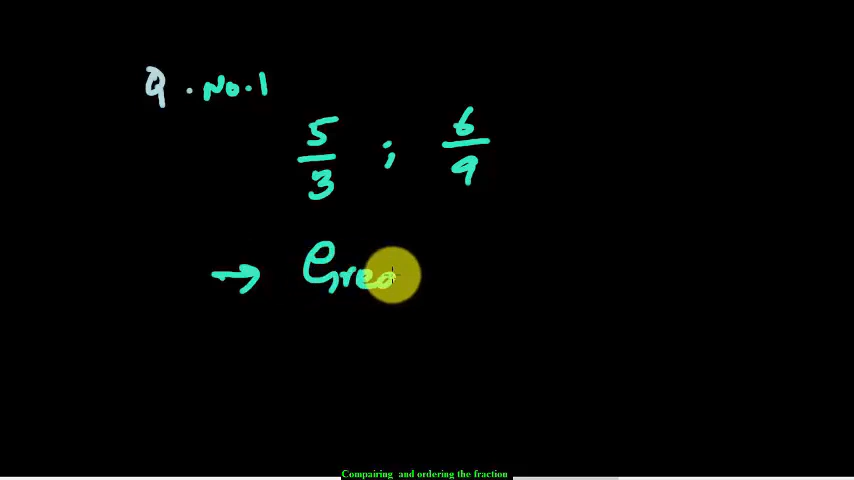 Q. No. 1
5/3 ; 6/9
→ Grea
Compairing and ordering the fraction